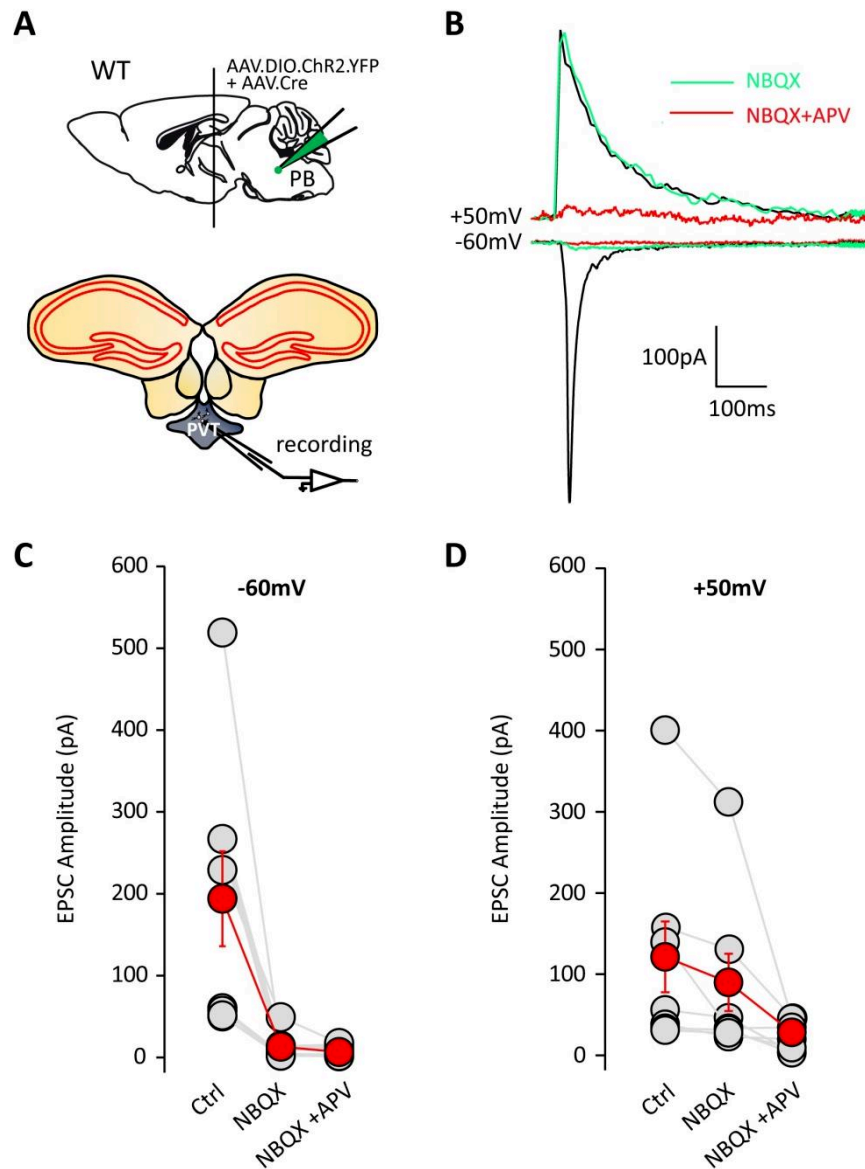 A
WT
AAV.DIO.ChR2.YFP
+ AAV.Cre
PB
PVT
recording
B
NBQX
NBQX+APV
+50mV
-60mV
100pA
100ms
C
-60mV
EPSC Amplitude (pA)
600
500
400
300
200
100
0
Ctrl
NBQX
NBQX +APV
D
+50mV
EPSC Amplitude (pA)
600
500
400
300
200
100
0
Ctrl
NBQX
NBQX +APV